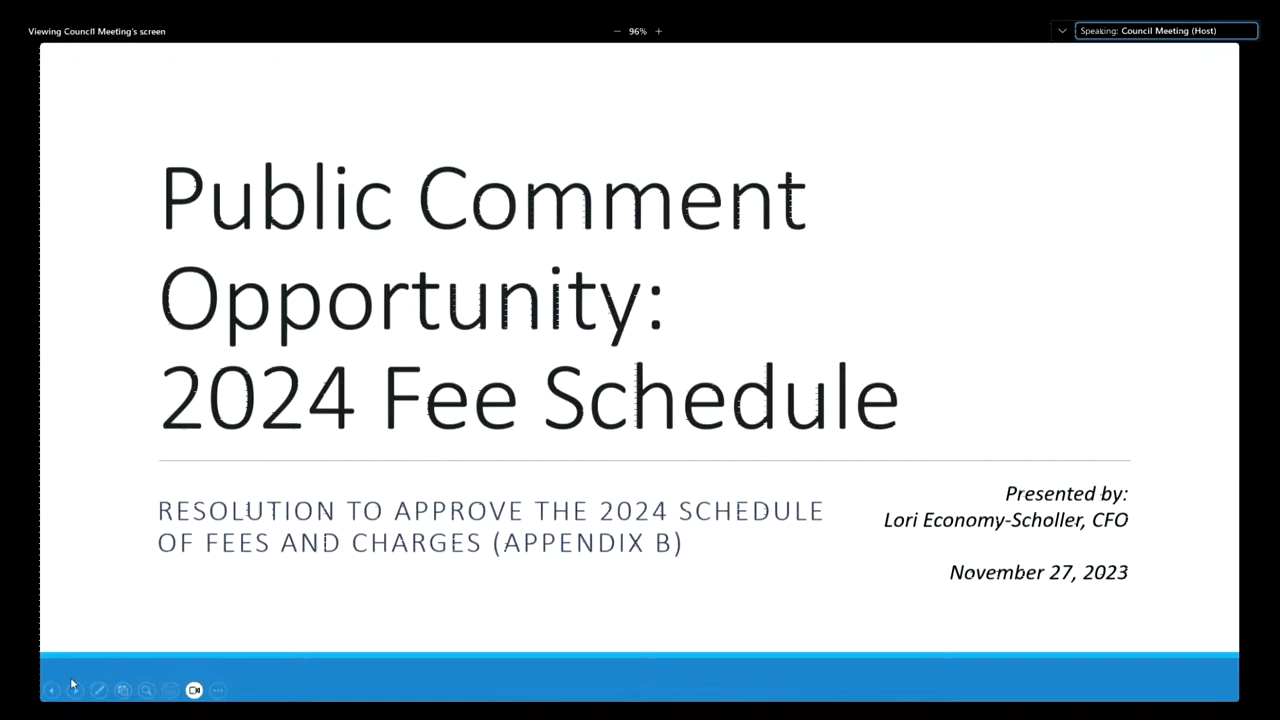 Viewing Council Meeting's screen
96%
Speaking: Council Meeting (Host)
Public Comment
Opportunity:
2024 Fee Schedule
RESOLUTION TO APPROVE THE 2024 SCHEDULE
OF FEES AND CHARGES (APPENDIX B)
Presented by:
Lori Economy-Scholler, CFO
November 27, 2023